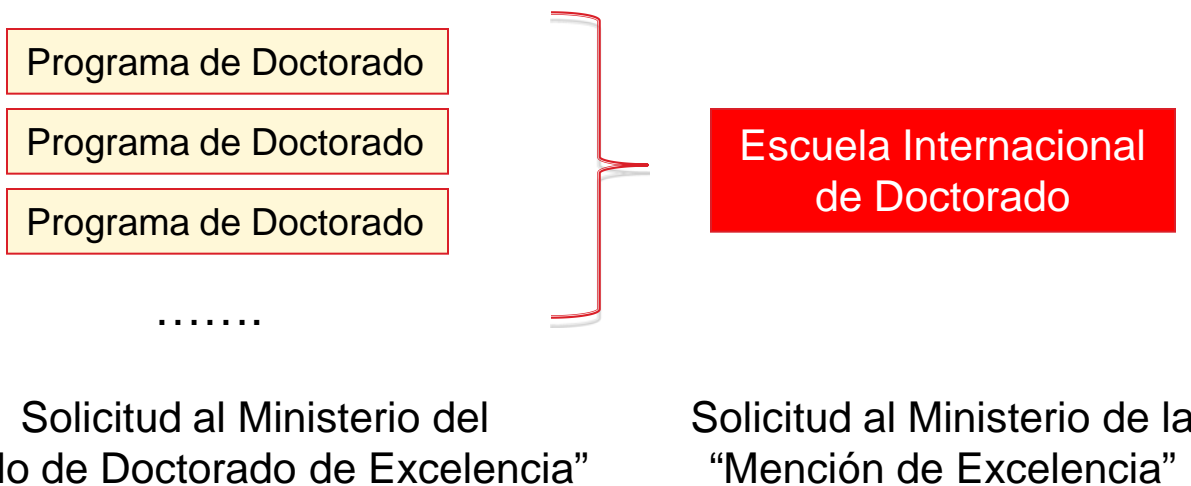 Programa de Doctorado
Programa de Doctorado
Programa de Doctorado
…….
Escuela Internacional
de Doctorado
Solicitud al Ministerio del
de Doctorado de Excelencia”
Solicitud al Ministerio de la
“Mención de Excelencia”